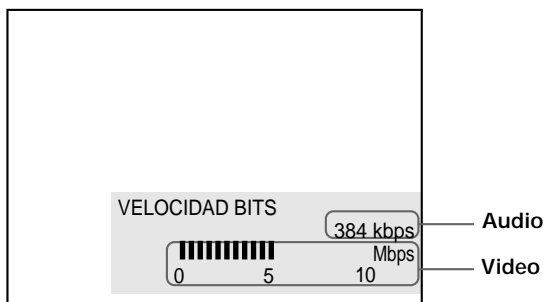 VELOCIDAD BITS
384 kbps
Audio
Mbps
Video
0 5 10